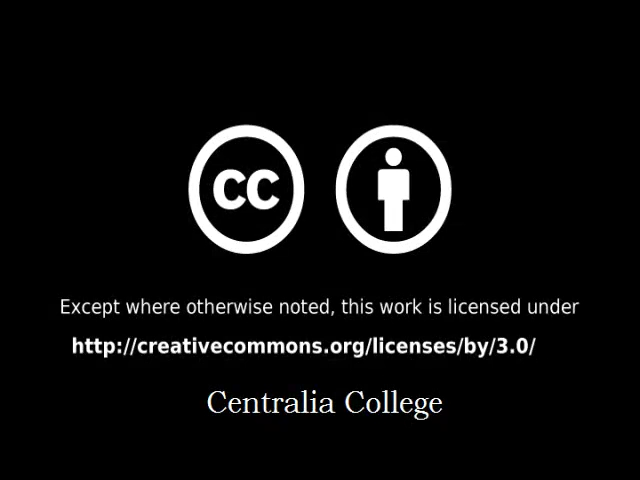 CC
Except where otherwise noted, this work is licensed under
http://creativecommons.org/licenses/by/3.0/
Centralia College